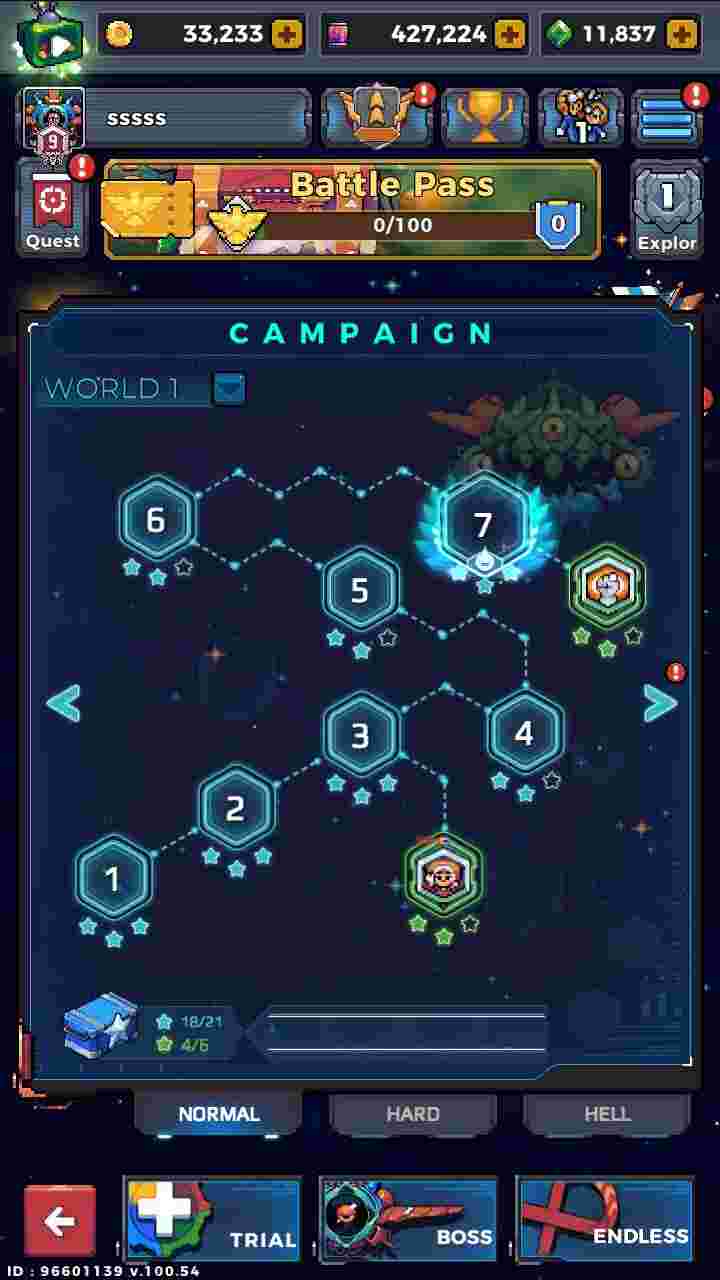 33,233
427,224
11,837
9
sssss
1
Battle Pass
0/100
0
Quest
1
Explor
CAMPAIGN
WORLD 1
6
7
5
3
4
2
1
18/21
4/6
NORMAL
HARD
HELL
TRIAL
BOSS
ENDLESS
ID : 96601139 v.100.54